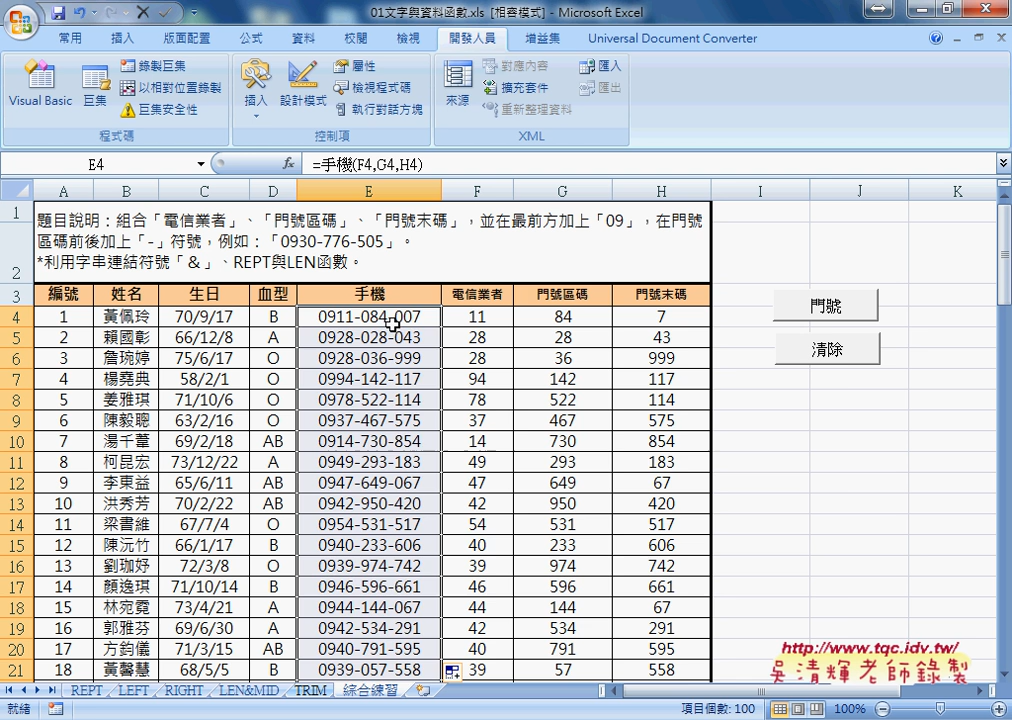 01文字與資料函數.xls [相容模式] - Microsoft Excel
常用 插入 版面配置 公式 資料 校閱 檢視 開發人員 增益集 Universal Document Converter
Visual Basic 巨集 錄製巨集 以相對位置錄製 巨集安全性 程式碼
插入 設計模式 屬性 檢視程式碼 執行對話方塊 控制項
來源 對應內容 擴充套件 重新整理資料 匯入 匯出 XML
E4 fx =手機(F4,G4,H4)
A B C D E F G H I J K
1 題目說明:組合「電信業者」、「門號區碼」、「門號末碼」,並在最前方加上「09」,在門號
區碼前後加上「-」符號,例如:「0930-776-505」。
2 *利用字串連結符號「&」、REPT與LEN函數。
3 編號 姓名 生日 血型 手機 電信業者 門號區碼 門號末碼
4 1 黃佩玲 70/9/17 B 0911-084-007 11 84 7 門號
5 2 賴國彰 66/12/8 A 0928-028-043 28 28 43 清除
6 3 詹琬婷 75/6/17 O 0928-036-999 28 36 999
7 4 楊堯典 58/2/1 O 0994-142-117 94 142 117
8 5 姜雅琪 71/10/6 O 0978-522-114 78 522 114
9 6 陳毅聰 63/2/16 O 0937-467-575 37 467 575
10 7 湯千葦 69/2/18 AB 0914-730-854 14 730 854
11 8 柯昆宏 73/12/22 A 0949-293-183 49 293 183
12 9 李東益 65/6/11 AB 0947-649-067 47 649 67
13 10 洪秀芳 70/2/22 AB 0942-950-420 42 950 420
14 11 梁書維 67/7/4 O 0954-531-517 54 531 517
15 12 陳沅竹 66/1/17 B 0940-233-606 40 233 606
16 13 劉珈妤 72/3/8 O 0939-974-742 39 974 742
17 14 顏逸琪 71/10/14 B 0946-596-661 46 596 661
18 15 林宛霓 73/4/21 A 0944-144-067 44 144 67
19 16 郭雅芬 69/6/30 A 0942-534-291 42 534 291
20 17 方鈞儀 71/3/15 AB 0940-791-595 40 791 595
21 18 黃馨慧 68/5/5 B 0939-057-558 39 57 558
http://www.tqc.idv.tw/
吳清輝老師錄製
REPT LEFT RIGHT LEN&MID TRIM 綜合練習
就緒 項目個數: 100 100%